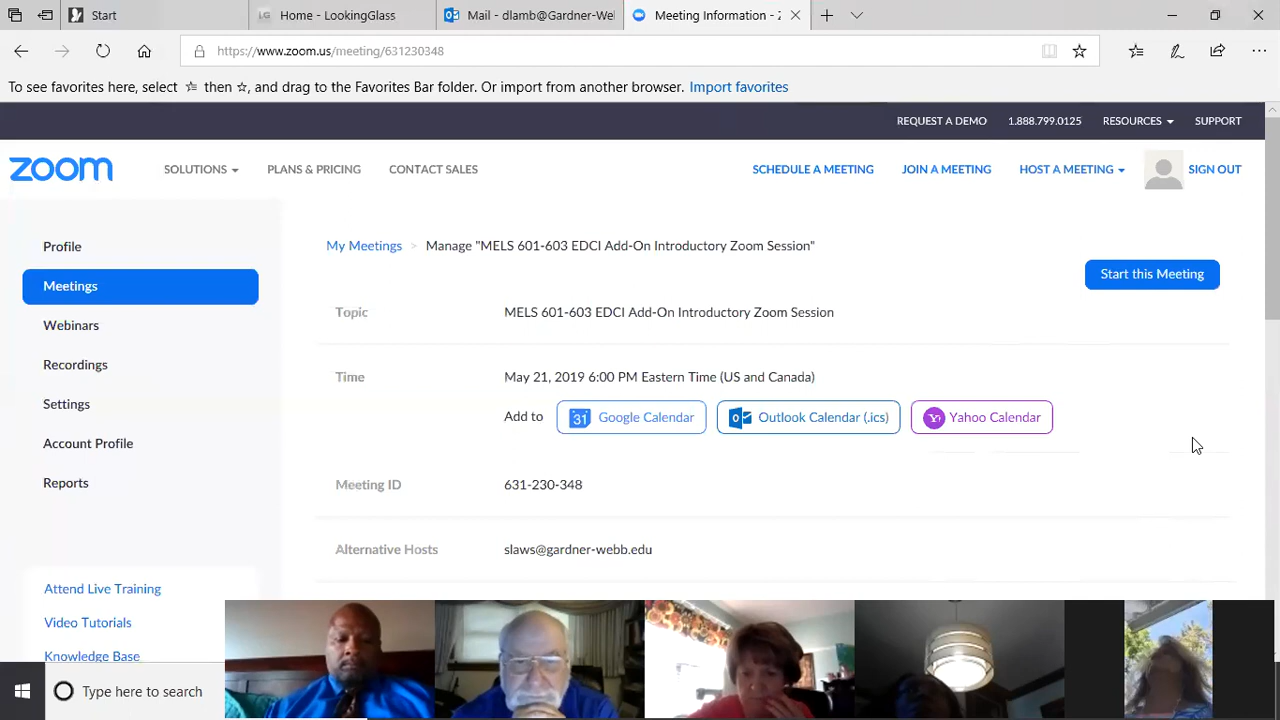 Start
LG Home - LookingGlass
Mail - dlamb@Gardner-Wel
Meeting Information - Z
https://www.zoom.us/meeting/631230348
To see favorites here, select then ☆, and drag to the Favorites Bar folder. Or import from another browser. Import favorites
REQUEST A DEMO 1.888.799.0125 RESOURCES SUPPORT
zoom SOLUTIONS PLANS & PRICING CONTACT SALES SCHEDULE A MEETING JOIN A MEETING HOST A MEETING SIGN OUT
Profile
Meetings
Webinars
Recordings
Settings
Account Profile
Reports
Attend Live Training
Video Tutorials
Knowledge Base
My Meetings > Manage "MELS 601-603 EDCI Add-On Introductory Zoom Session"
Start this Meeting
Topic MELS 601-603 EDCI Add-On Introductory Zoom Session
Time May 21, 2019 6:00 PM Eastern Time (US and Canada)
Add to 31 Google Calendar Outlook Calendar (.ics) Yahoo Calendar
Meeting ID 631-230-348
Alternative Hosts slaws@gardner-webb.edu
Type here to search